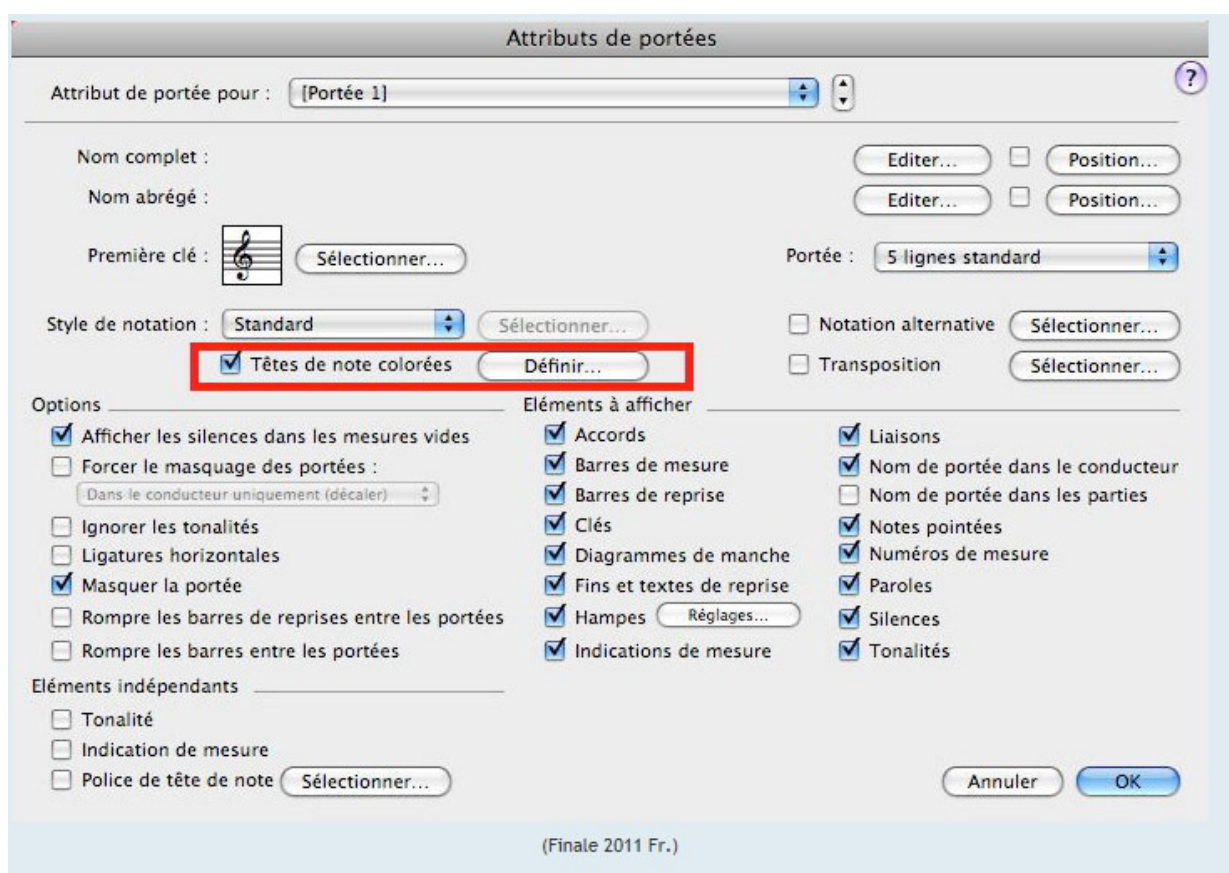 Attributs de portées
?
Attribut de portée pour : [Portée 1]
Nom complet : Editer... Position...
Nom abrégé : Editer... Position...
Première clé : Sélectionner... Portée : 5 lignes standard
Style de notation : Standard Sélectionner... Notation alternative Sélectionner...
Têtes de note colorées Définir... Transposition Sélectionner...
Options
Afficher les silences dans les mesures vides
Forcer le masquage des portées :
Dans le conducteur uniquement (décaler)
Ignorer les tonalités
Ligatures horizontales
Masquer la portée
Rompre les barres de reprises entre les portées
Rompre les barres entre les portées
Eléments à afficher
Accords
Barres de mesure
Barres de reprise
Clés
Diagrammes de manche
Fins et textes de reprise
Hampes Réglages...
Indications de mesure
Liaisons
Nom de portée dans le conducteur
Nom de portée dans les parties
Notes pointées
Numéros de mesure
Paroles
Silences
Tonalités
Eléments indépendants
Tonalité
Indication de mesure
Police de tête de note Sélectionner...
Annuler OK
(Finale 2011 Fr.)